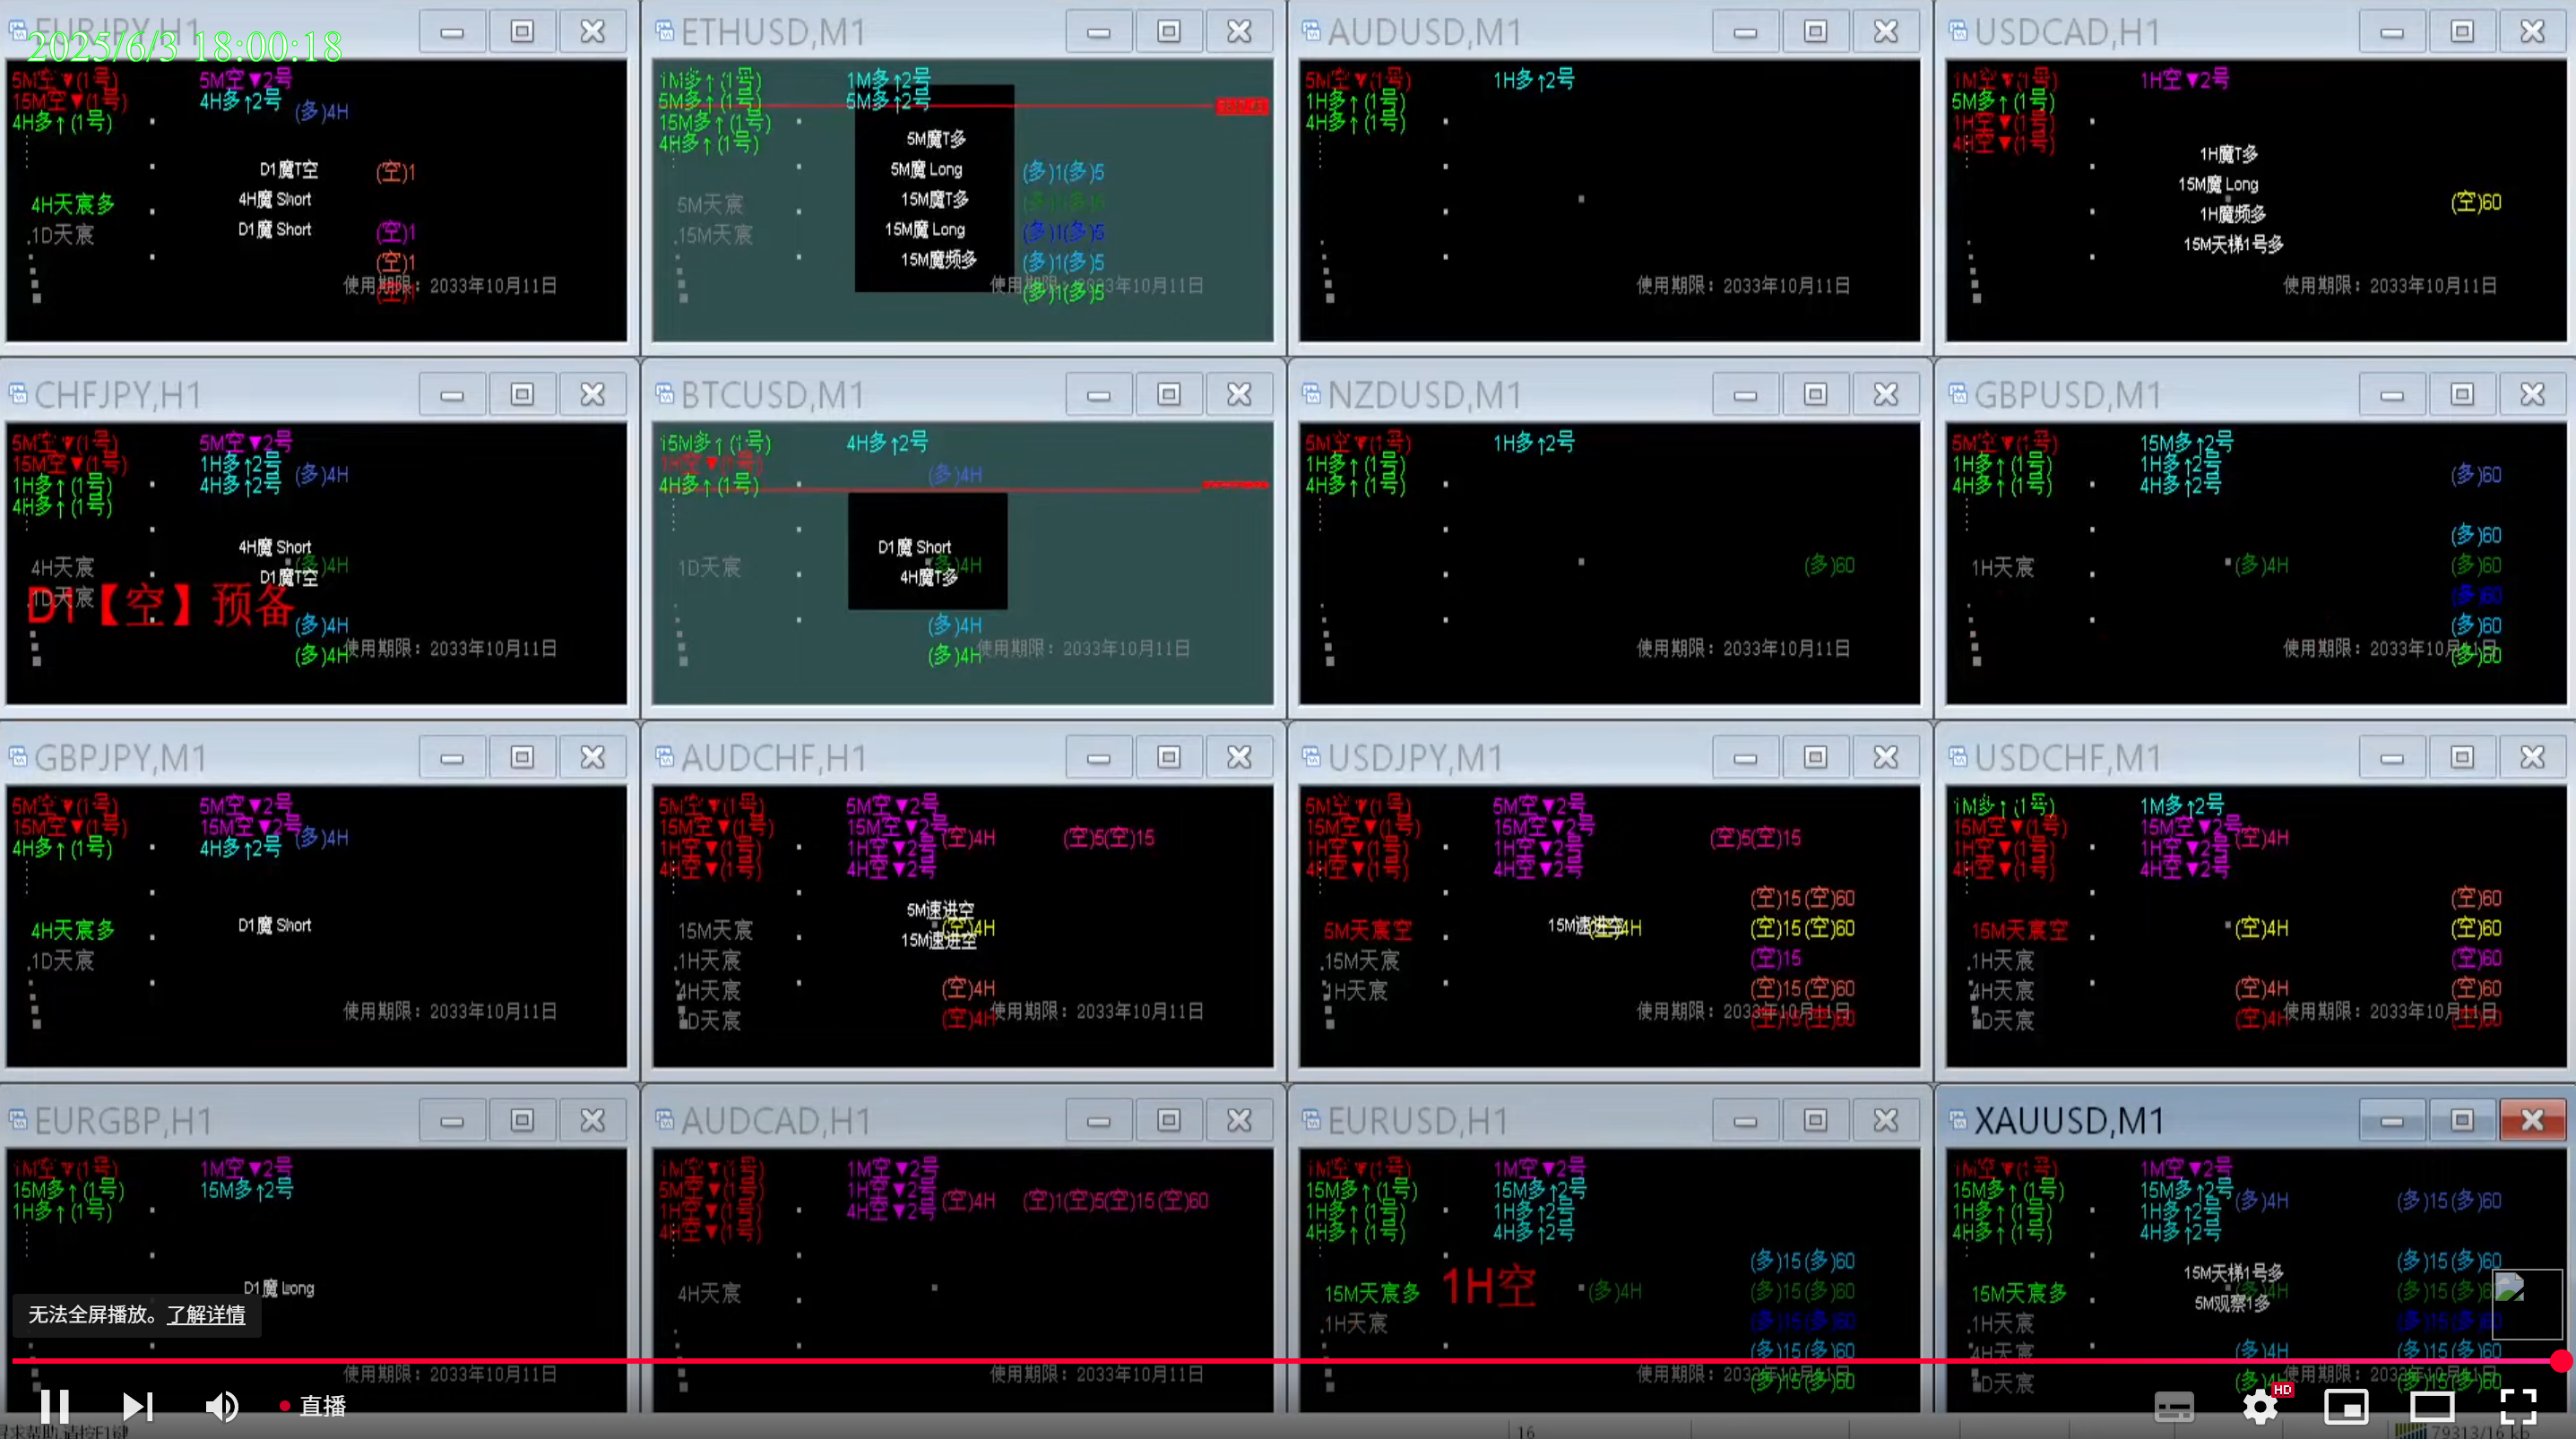 EURJPY,H1
2025/6/3 18:00:18
5M空▼(1号) 5M空▼2号
15M空▼(1号) 4H多↑2号 (多)4H
4H多↑(1号)
D1魔T空 (空)1
4H天宸多 4H魔 Short
.1D天宸 D1魔 Short (空)1
(空)1
使用期限：2033年10月11日
ETHUSD,M1
1M多↑(1号) 1M多↑2号
5M多↑(1号) 5M多↑2号
15M多↑(1号)
4H多↑(1号)
5M魔T多
5M魔 Long (多)1(多)5
5M天宸 15M魔T多
.15M天宸 15M魔 Long (多)1(多)5
15M魔频多 (多)1(多)5
(多)1(多)5
AUDUSD,M1
5M空▼(1号) 1H多↑2号
1H多↑(1号)
4H多↑(1号)
使用期限：2033年10月11日
USDCAD,H1
1M空▼(1号) 1H空▼2号
5M多↑(1号)
1H空▼(1号)
4H空▼(1号)
1H魔T多
15M魔 Long
1H魔频多 (空)60
15M天梯1号多
使用期限：2033年10月11日
CHFJPY,H1
5M空▼(1号) 5M空▼2号
15M空▼(1号) 1H多↑2号
1H多↑(1号) 4H多↑2号 (多)4H
4H多↑(1号)
4H魔 Short
4H天宸 (多)4H
D1魔T空
.1D天宸
D1【空】预备
(多)4H
(多)4H 使用期限：2033年10月11日
BTCUSD,M1
15M多↑(1号) 4H多↑2号
1H空▼(1号) (多)4H
4H多↑(1号)
D1魔 Short
1D天宸 (多)4H
4H魔T多
(多)4H
(多)4H 使用期限：2033年10月11日
NZDUSD,M1
5M空▼(1号) 1H多↑2号
1H多↑(1号)
4H多↑(1号)
(多)60
使用期限：2033年10月11日
GBPUSD,M1
5M空▼(1号) 15M多↑2号
1H多↑(1号) 1H多↑2号 (多)60
4H多↑(1号) 4H多↑2号
(多)60
1H天宸 (多)4H (多)60
(多)60
(多)60
使用期限：2033年10月11日
(多)60
GBPJPY,M1
5M空▼(1号) 5M空▼2号
15M空▼(1号) 15M空▼2号 (多)4H
4H多↑(1号) 4H多↑2号
4H天宸多 D1魔 Short
.1D天宸
使用期限：2033年10月11日
AUDCHF,H1
5M空▼(1号) 5M空▼2号
15M空▼(1号) 15M空▼2号 (空)4H (空)5(空)15
1H空▼(1号) 1H空▼2号
4H空▼(1号) 4H空▼2号
5M速进空
15M天宸 (空)4H
15M速进空
.1H天宸
4H天宸 (空)4H
1D天宸 (空)4H 使用期限：2033年10月11日
USDJPY,M1
5M空▼(1号) 5M空▼2号
15M空▼(1号) 15M空▼2号 (空)5(空)15
1H空▼(1号) 1H空▼2号
4H空▼(1号) 4H空▼2号
(空)15(空)60
5M天宸空 15M速进空 4H (空)15(空)60
.15M天宸 (空)15
1H天宸 (空)15(空)60
使用期限：2033年10月11日
USDCHF,M1
1M多↑(1号) 1M多↑2号
15M空▼(1号) 15M空▼2号 (空)4H
1H空▼(1号) 1H空▼2号
4H空▼(1号) 4H空▼2号
(空)60
15M天宸空 (空)4H (空)60
.1H天宸 (空)60
4H天宸 (空)4H (空)60
1D天宸 (空)4H 使用期限：2033年10月11日
EURGBP,H1
1M空▼(1号) 1M空▼2号
15M多↑(1号) 15M多↑2号
1H多↑(1号)
D1魔 Long
使用期限：2033年10月11日
AUDCAD,H1
1M空▼(1号) 1M空▼2号
5M空▼(1号) 1H空▼2号 (空)4H (空)1(空)5(空)15(空)60
1H空▼(1号) 4H空▼2号
4H空▼(1号)
4H天宸
使用期限：2033年10月11日
EURUSD,H1
1M空▼(1号) 1M空▼2号
15M多↑(1号) 15M多↑2号
1H多↑(1号) 1H多↑2号
4H多↑(1号) 4H多↑2号
(多)15(多)60
15M天宸多 1H空 (多)4H (多)15(多)60
.1H天宸 (多)15(多)60
(多)15(多)60
使用期限：2033年10月11日
XAUUSD,M1
1M空▼(1号) 1M空▼2号
15M多↑(1号) 15M多↑2号 (多)4H (多)15(多)60
1H多↑(1号) 1H多↑2号
4H多↑(1号) 4H多↑2号
(多)15(多)60
15M天梯1号多
15M天宸多
5M观察1多
.1H天宸
4H天宸 (多)4H (多)15(多)60
1D天宸 使用期限：2033年10月11日
无法全屏播放。了解详情
直播
HD
16